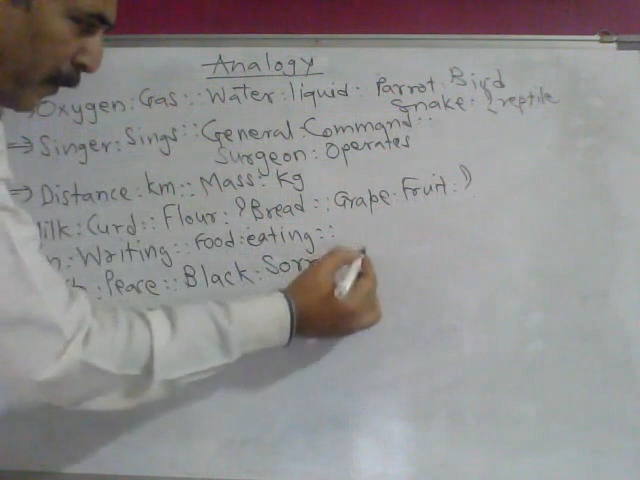 Analogy
Oxygen : Gas :: Water : liquid : Parrot : Bird
Snake : ? reptile
→ Singer : Sings :: General : Command ::
Surgeon : Operates
→ Distance : km :: Mass : Kg
ilk : Curd :: Flour : ? Bread :: Grape : Fruit : ?
n : Writing :: Food : eating ::
: Peace :: Black : Sorr